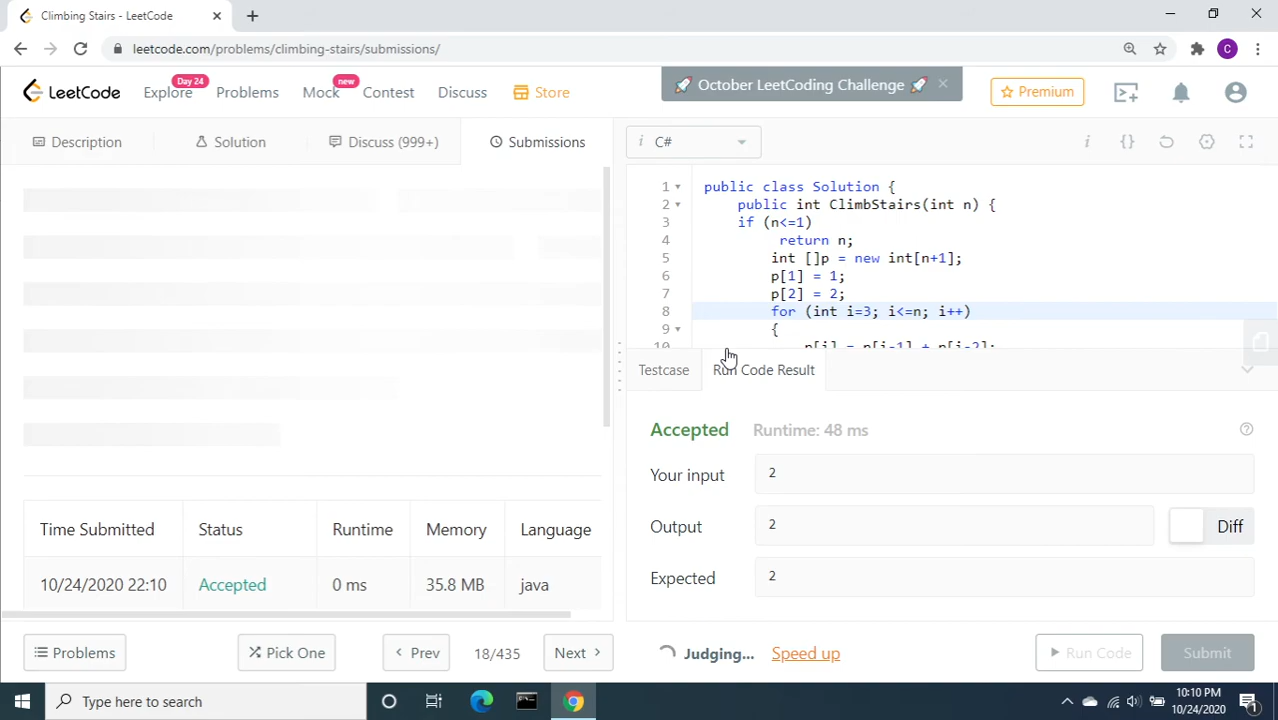 Climbing Stairs - LeetCode
leetcode.com/problems/climbing-stairs/submissions/
C
LeetCode
Explore
Day 24
Problems
Mock
new
Contest
Discuss
Store
🚀 October LeetCoding Challenge 🚀
Premium
Description
Solution
Discuss (999+)
Submissions
i C#
1 public class Solution {
2 public int ClimbStairs(int n) {
3 if (n<=1)
4 return n;
5 int []p = new int[n+1];
6 p[1] = 1;
7 p[2] = 2;
8 for (int i=3; i<=n; i++)
9 {
10 p[i] = p[i-1] + p[i-2];
Testcase
Run Code Result
Accepted
Runtime: 48 ms
Your input
2
Output
2
Diff
Expected
2
Time Submitted
Status
Runtime
Memory
Language
10/24/2020 22:10
Accepted
0 ms
35.8 MB
java
Problems
Pick One
< Prev
18/435
Next >
Judging...
Speed up
Run Code
Submit
Type here to search
10:10 PM
10/24/2020
1